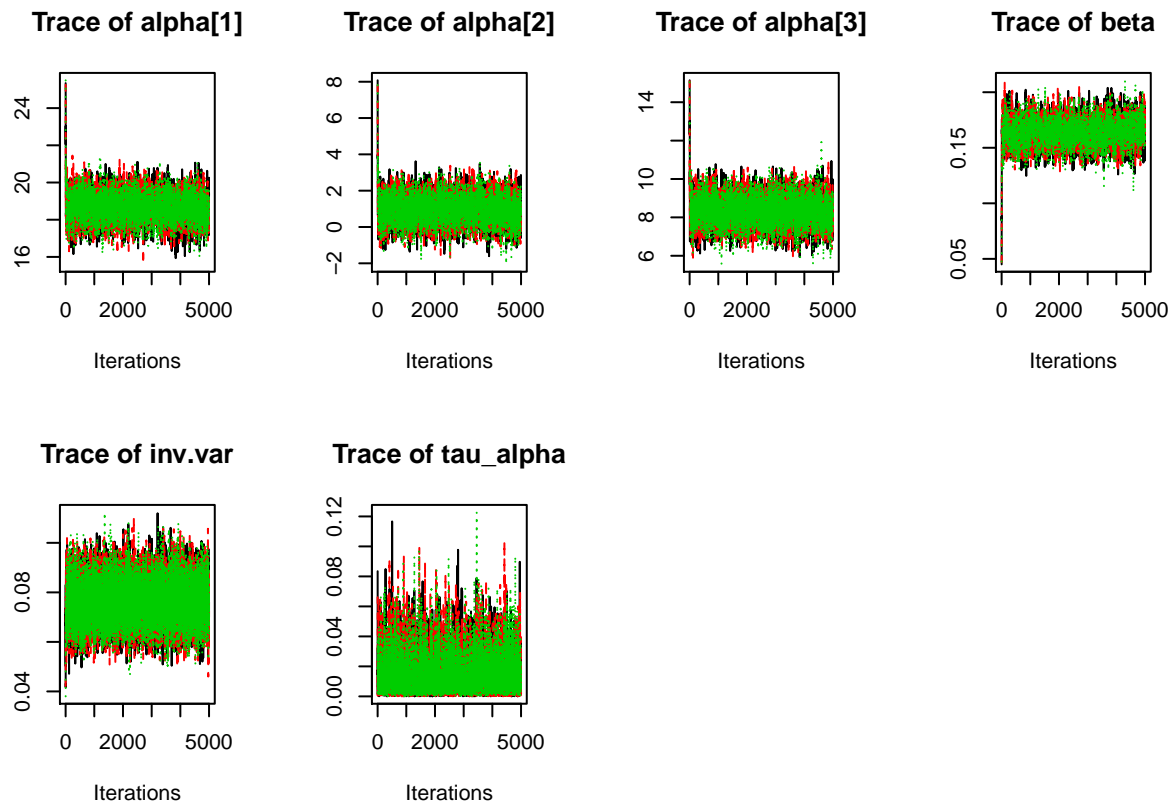 Trace of alpha[1]
Trace of alpha[2]
Trace of alpha[3]
Trace of beta
16 20 24
0 2000 5000
Iterations
−2 0 2 4 6 8
0 2000 5000
Iterations
6 8 10 14
0 2000 5000
Iterations
0.05 0.15
0 2000 5000
Iterations
Trace of inv.var
Trace of tau_alpha
0.04 0.08
0 2000 5000
Iterations
0.00 0.04 0.08 0.12
0 2000 5000
Iterations